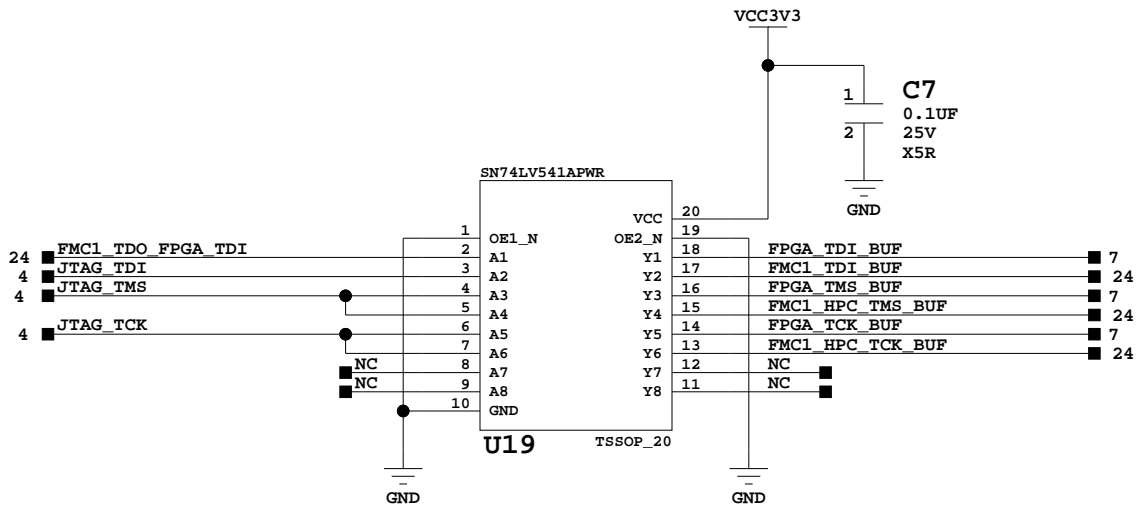 VCC3V3
C7
1
0.1UF
2
25V
X5R
GND
SN74LV541APWR
VCC 20
1 OE1_N OE2_N 19
24 FMC1_TDO_FPGA_TDI 2 A1 Y1 18 FPGA_TDI_BUF 7
4 JTAG_TDI 3 A2 Y2 17 FMC1_TDI_BUF 24
4 JTAG_TMS 4 A3 Y3 16 FPGA_TMS_BUF 7
5 A4 Y4 15 FMC1_HPC_TMS_BUF 24
4 JTAG_TCK 6 A5 Y5 14 FPGA_TCK_BUF 7
7 A6 Y6 13 FMC1_HPC_TCK_BUF 24
NC 8 A7 Y7 12 NC
NC 9 A8 Y8 11 NC
10 GND
U19 TSSOP_20
GND GND